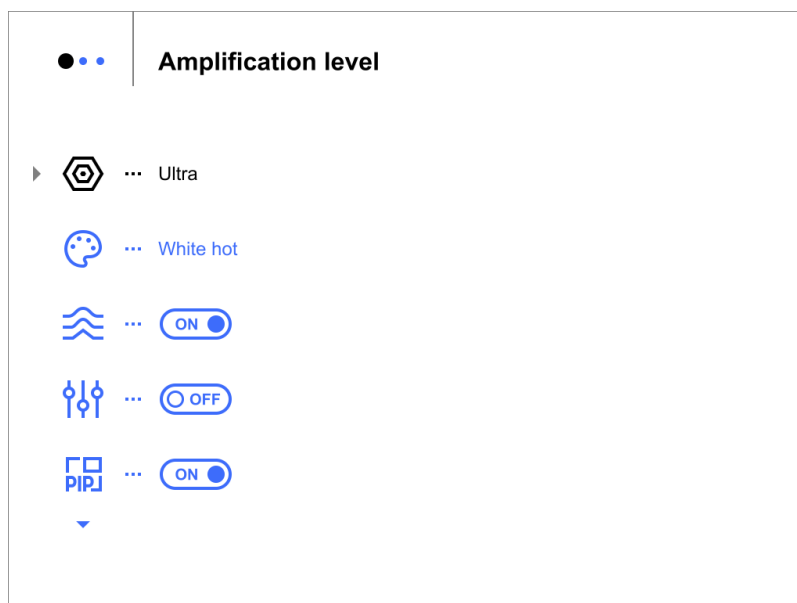 Amplification level
Ultra
White hot
ON
OFF
PIP
ON